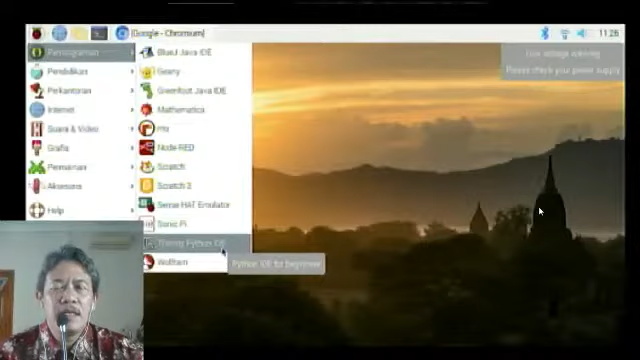 [Google - Chromium]
11:26
Pemrograman
Pendidikan
Perkantoran
Internet
Suara & Video
Grafis
Permainan
Aksesoris
Help
BlueJ Java IDE
Geany
Greenfoot Java IDE
Mathematica
mu
Node-RED
Scratch
Scratch 2
Sense HAT Emulator
Sonic Pi
Thonny Python IDE
Wolfram
Python IDE for beginners
Low voltage warning
Please check your power supply